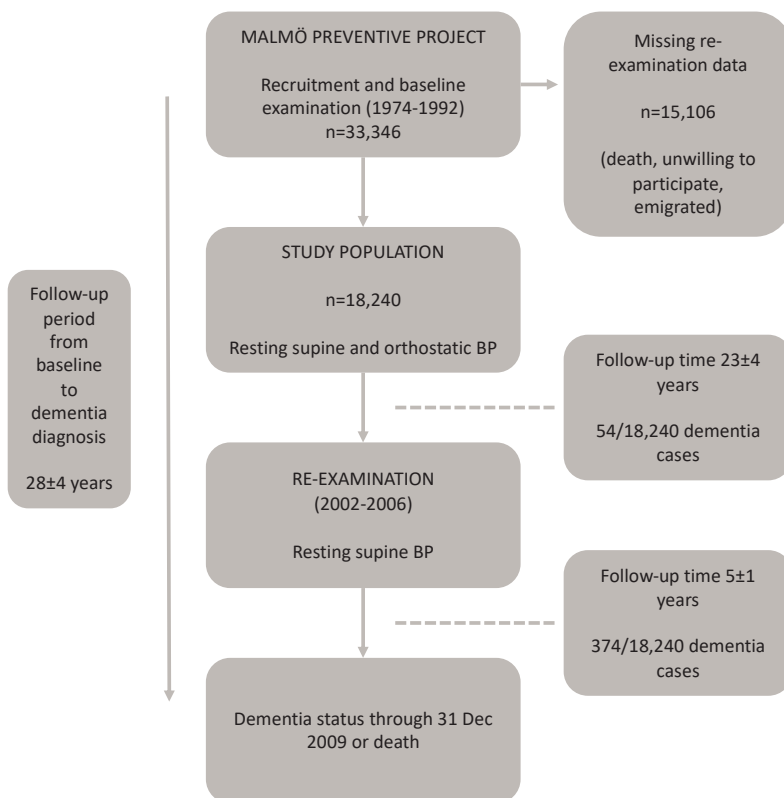 MALMÖ PREVENTIVE PROJECT
Recruitment and baseline
examination (1974-1992)
n=33,346
Missing re-
examination data
n=15,106
(death, unwilling to
participate,
emigrated)
STUDY POPULATION
n=18,240
Resting supine and orthostatic BP
Follow-up
period
from
baseline
to
dementia
diagnosis
28±4 years
Follow-up time 23±4
years
54/18,240 dementia
cases
RE-EXAMINATION
(2002-2006)
Resting supine BP
Follow-up time 5±1
years
374/18,240 dementia
cases
Dementia status through 31 Dec
2009 or death